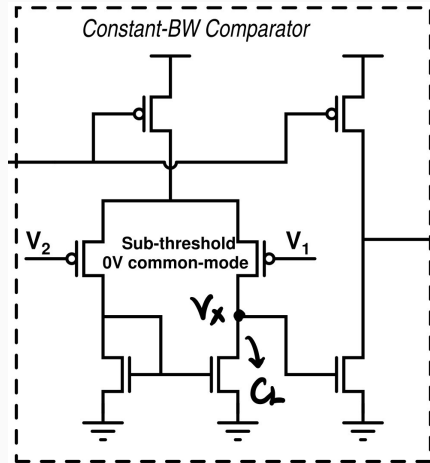 Constant-BW Comparator
V2
Sub-threshold
0V common-mode
V1
Vx
CL